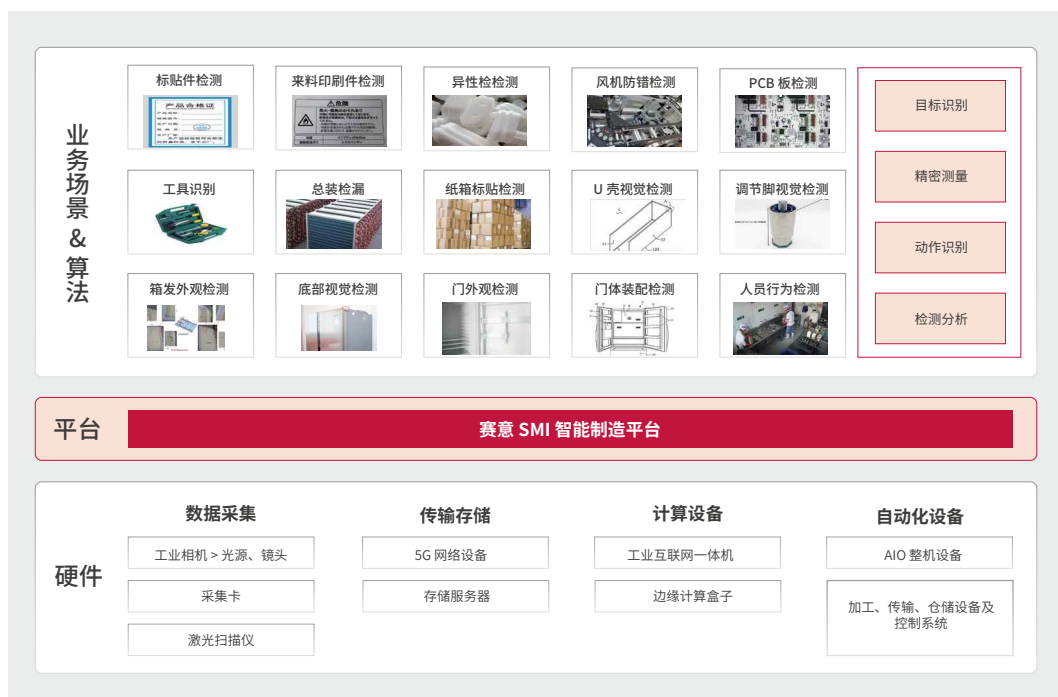 业务场景 & 算法
标贴件检测
来料印刷件检测
异性检检测
风机防错检测
PCB 板检测
产品合格证
工具识别
总装检漏
纸箱标贴检测
U 壳视觉检测
调节脚视觉检测
箱发外观检测
底部视觉检测
门外观检测
门体装配检测
人员行为检测
目标识别
精密测量
动作识别
检测分析
平台
赛意 SMI 智能制造平台
硬件
数据采集
工业相机 > 光源、镜头
采集卡
激光扫描仪
传输存储
5G 网络设备
存储服务器
计算设备
工业互联网一体机
边缘计算盒子
自动化设备
AIO 整机设备
加工、传输、仓储设备及
控制系统